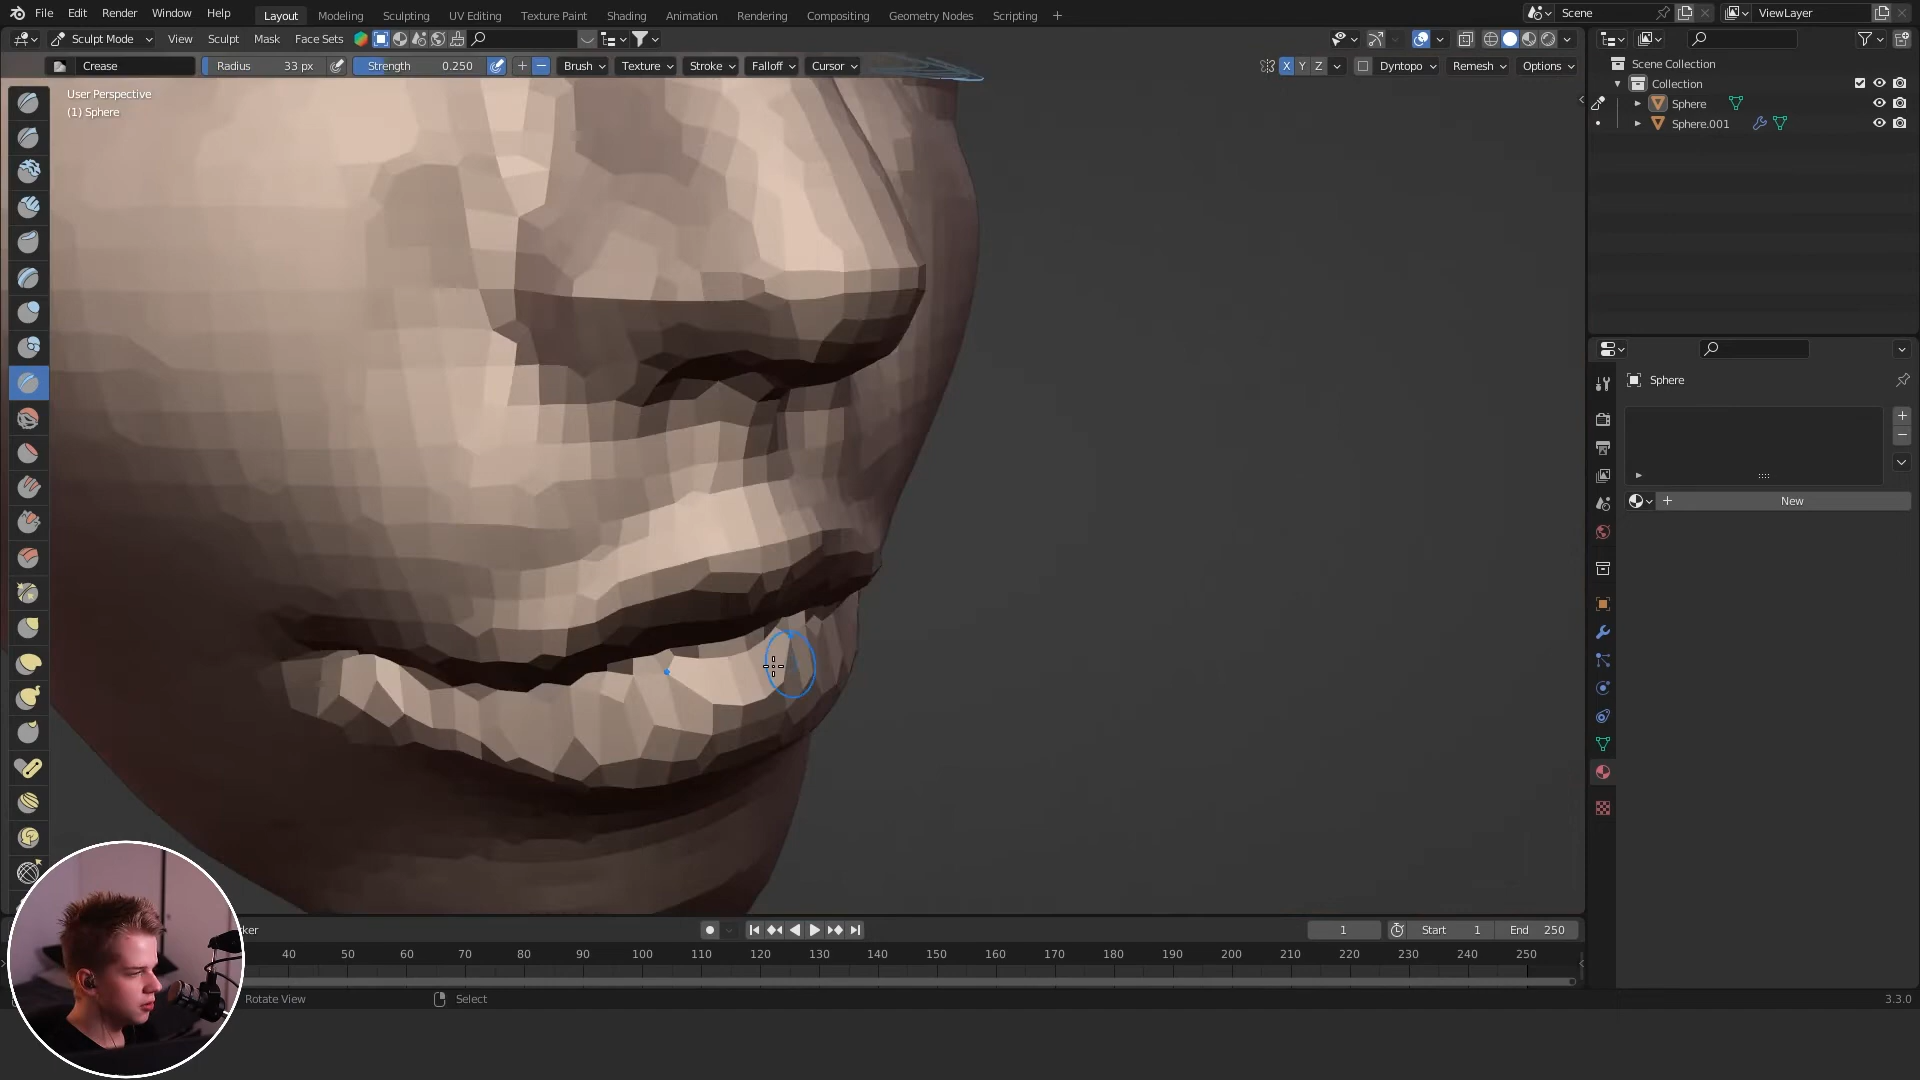 File Edit Render Window Help Layout Modeling Sculpting UV Editing Texture Paint Shading Animation Rendering Compositing Geometry Nodes Scripting + Scene ViewLayer
Sculpt Mode View Sculpt Mask Face Sets
Crease Radius 33 px Strength 0.250 Brush Texture Stroke Falloff Cursor X Y Z Dyntopo Remesh Options
User Perspective
(1) Sphere
Scene Collection
Collection
Sphere
Sphere.001
Sphere
New
ker 1 Start 1 End 250
40 50 60 70 80 90 100 110 120 130 140 150 160 170 180 190 200 210 220 230 240 250
Rotate View Select 3.3.0